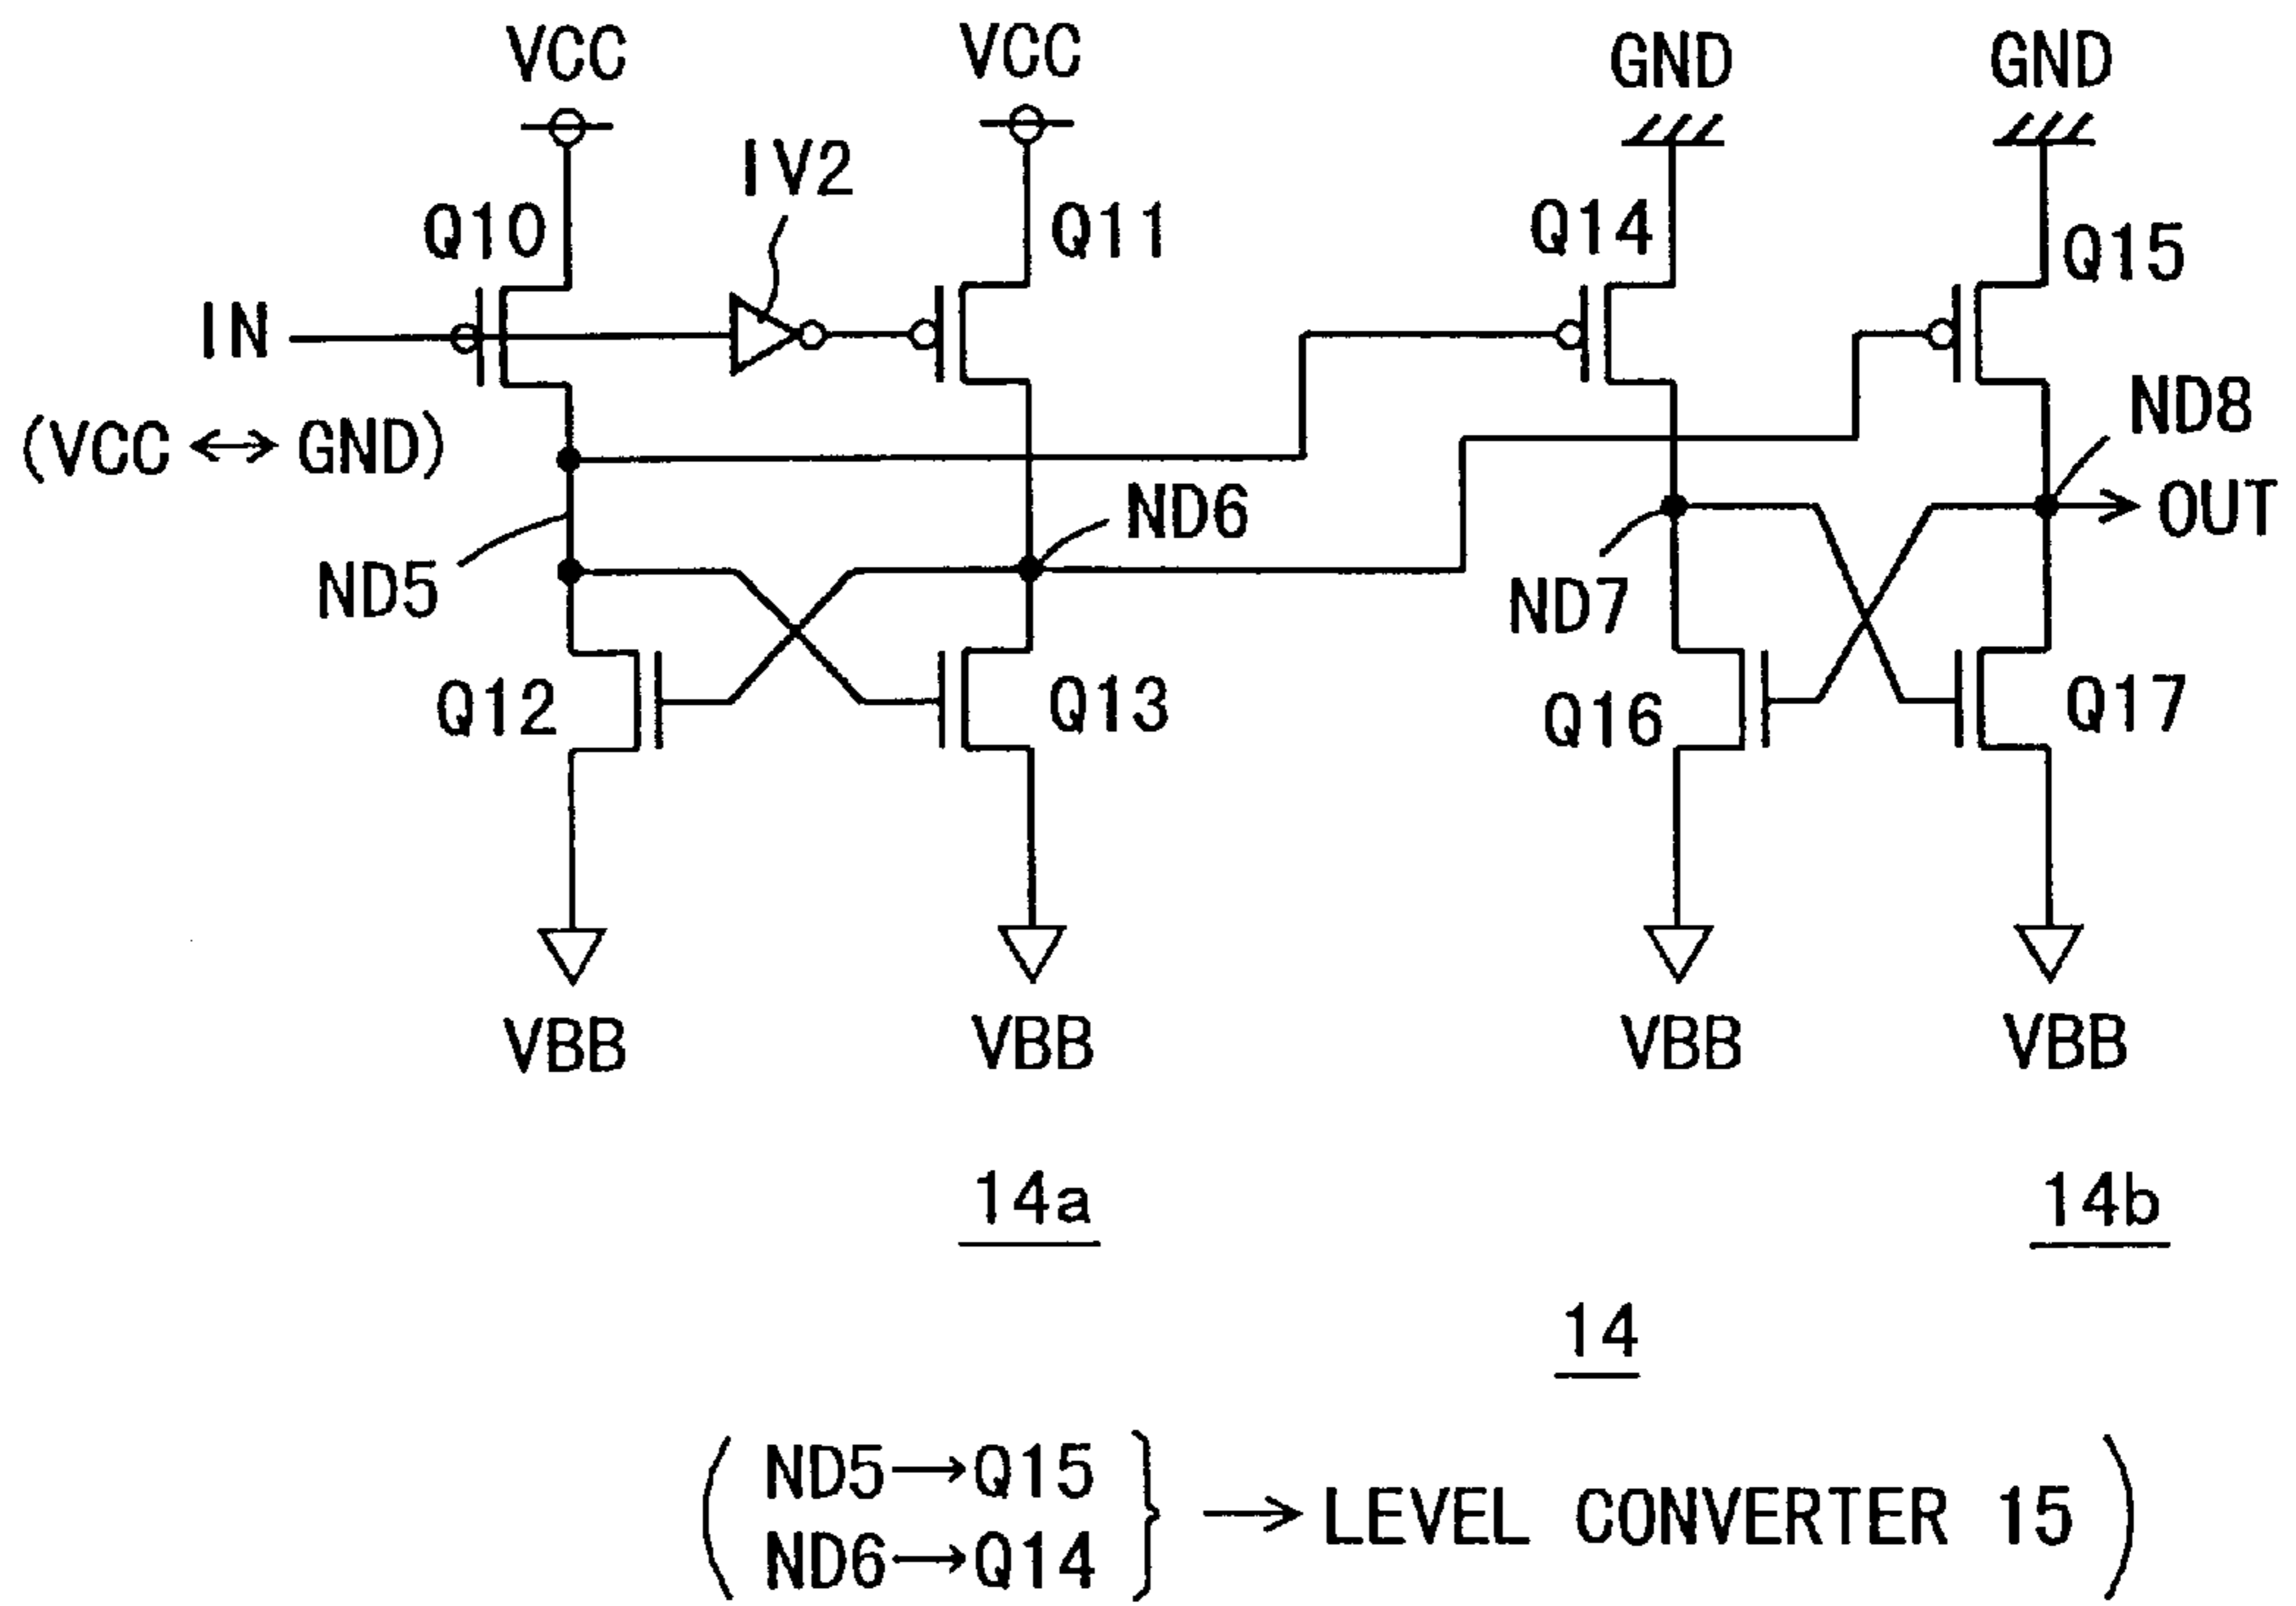 VCC
VCC
GND
GND
IV2
Q10
Q11
Q14
Q15
IN
(VCC ↔ GND)
ND8
ND6
OUT
ND5
ND7
Q12
Q13
Q16
Q17
VBB
VBB
VBB
VBB
14a
14b
14
( ND5→Q15
ND6→Q14 } → LEVEL CONVERTER 15 )